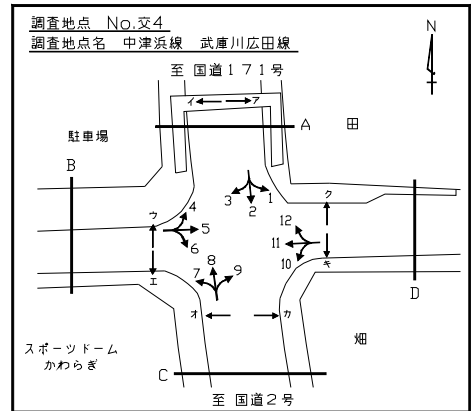 調査地点 No.交4
調査地点名 中津浜線 武庫川広田線
N
至 国道171号
イ ア
A
駐車場
田
B
ク
3 2 1
4
5
6
12
11
10
ウ
エ
キ
7 8 9
D
オ カ
スポーツドーム
かわらぎ
畑
C
至 国道2号